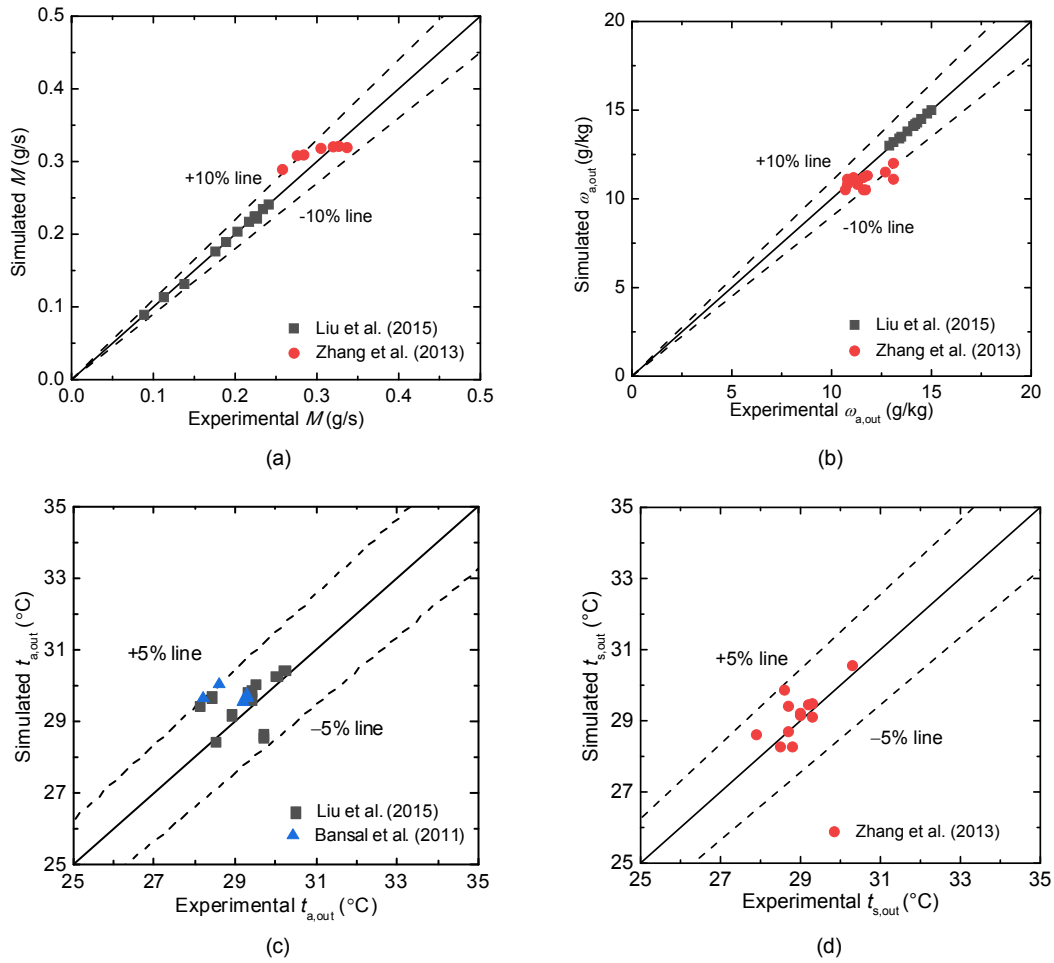 0.5
0.4
0.3
0.2
0.1
0.0
Simulated M (g/s)
+10% line
-10% line
Liu et al. (2015)
Zhang et al. (2013)
0.0 0.1 0.2 0.3 0.4 0.5
Experimental M (g/s)
(a)
20
15
10
5
0
Simulated ω a,out (g/kg)
+10% line
-10% line
Liu et al. (2015)
Zhang et al. (2013)
0 5 10 15 20
Experimental ω a,out (g/kg)
(b)
35
33
31
29
27
25
Simulated t a,out (°C)
+5% line
–5% line
Liu et al. (2015)
Bansal et al. (2011)
25 27 29 31 33 35
Experimental t a,out (°C)
(c)
35
33
31
29
27
25
Simulated t s,out (°C)
+5% line
–5% line
Zhang et al. (2013)
25 27 29 31 33 35
Experimental t s,out (°C)
(d)